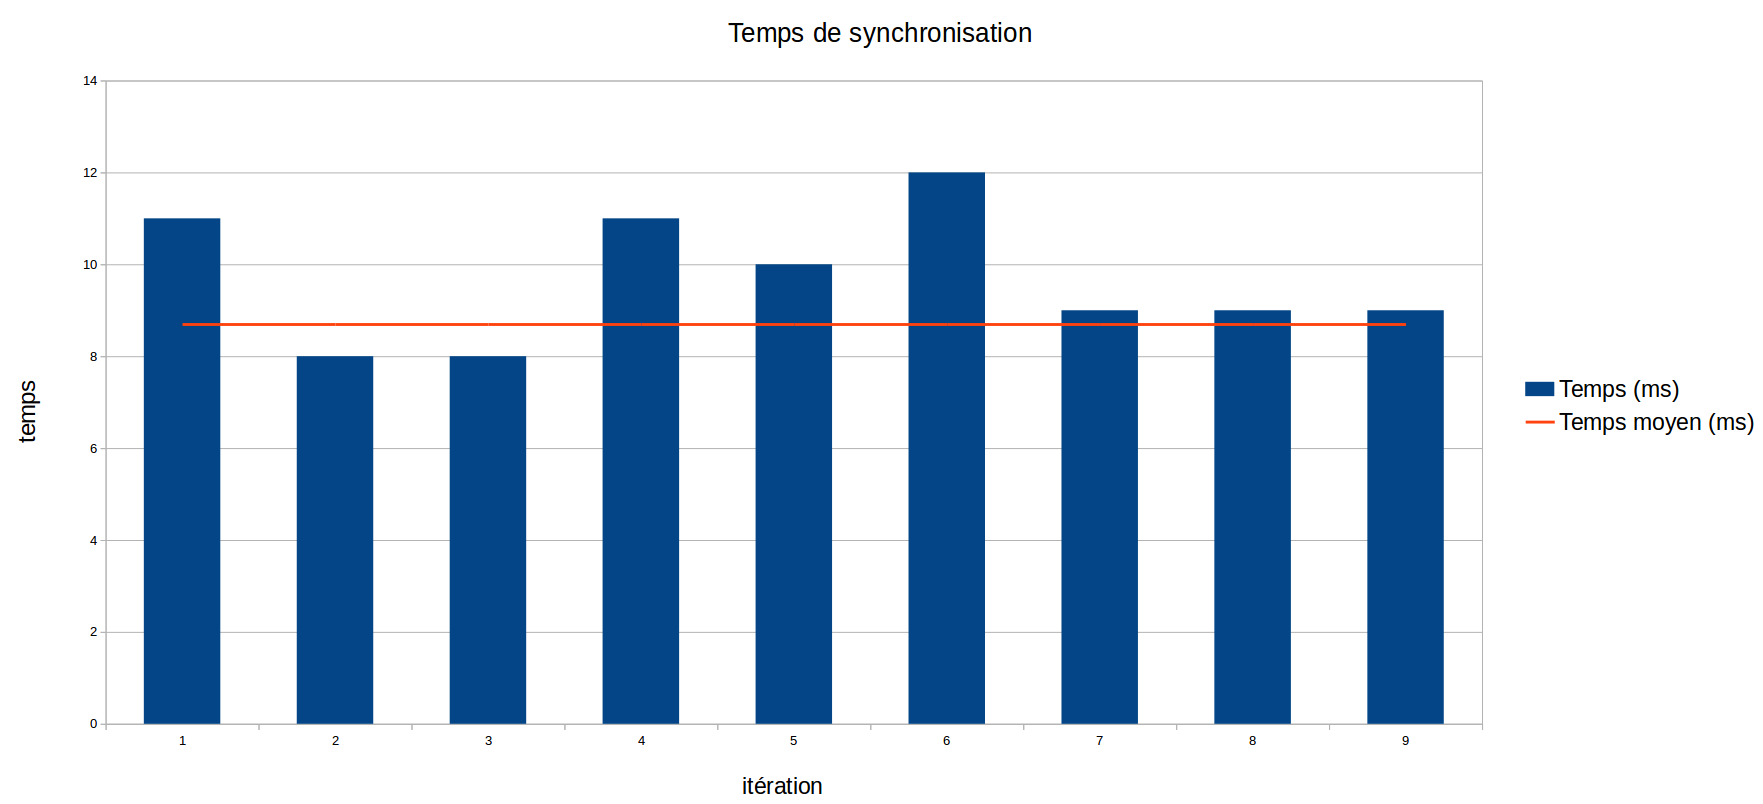 Temps de synchronisation
14
12
10
8
6
4
2
0
temps
1 2 3 4 5 6 7 8 9
itération
Temps (ms)
Temps moyen (ms)